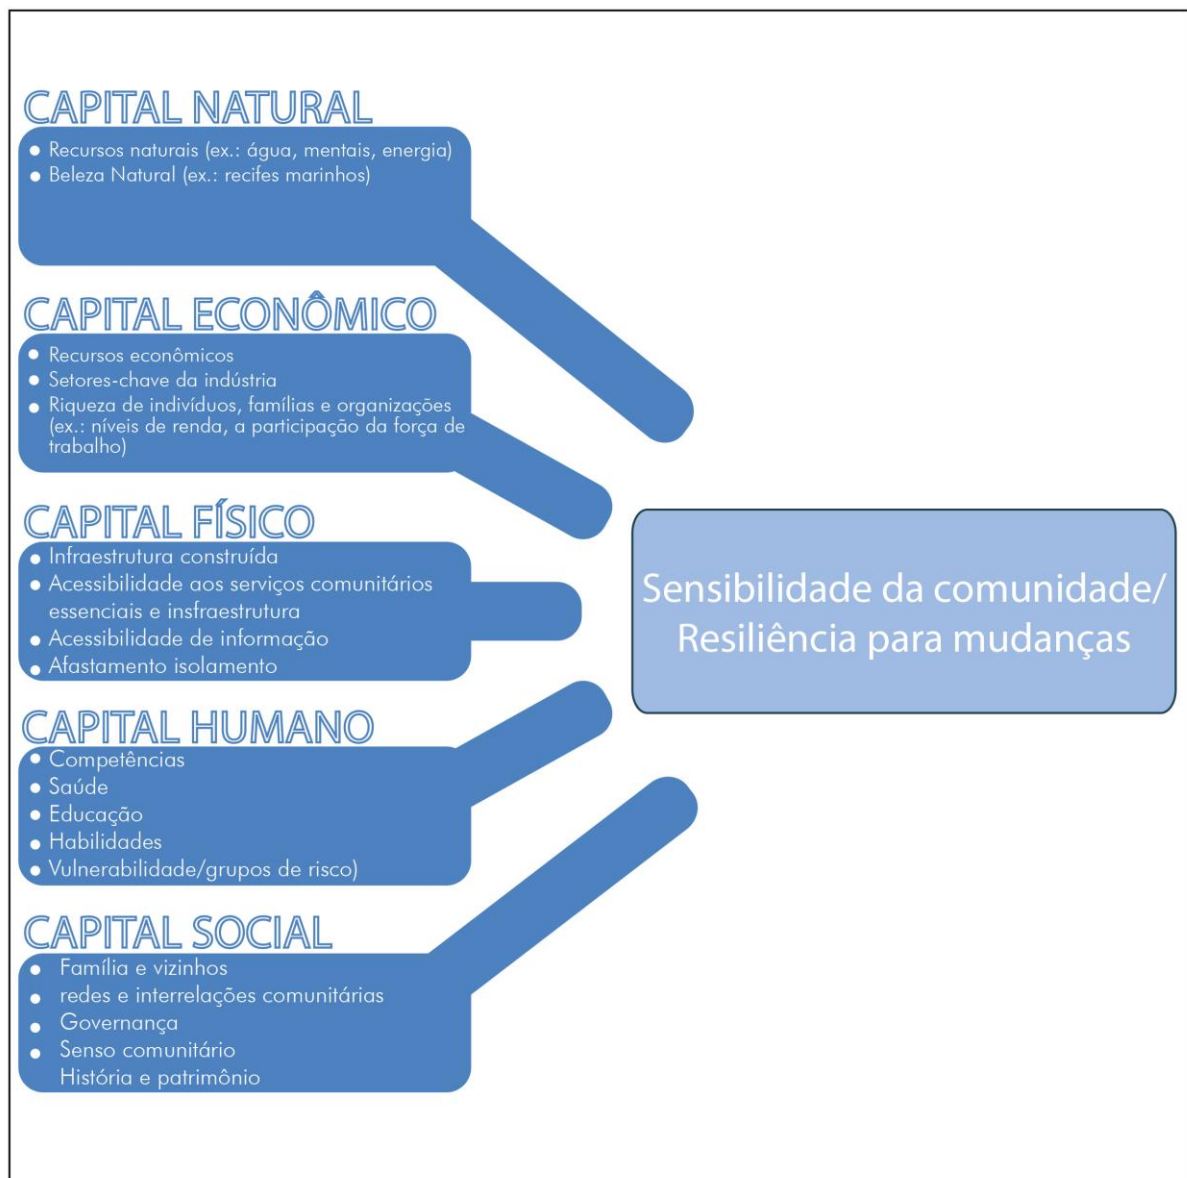 CAPITAL NATURAL
• Recursos naturais (ex.: água, mentais, energia)
• Beleza Natural (ex.: recifes marinhos)
CAPITAL ECONÔMICO
• Recursos econômicos
• Setores-chave da indústria
• Riqueza de indivíduos, famílias e organizações
(ex.: níveis de renda, a participação da força de
trabalho)
CAPITAL FÍSICO
• Infraestrutura construída
• Acessibilidade aos serviços comunitários
essenciais e insfraestrutura
• Acessibilidade de informação
• Afastamento isolamento
CAPITAL HUMANO
• Competências
• Saúde
• Educação
• Habilidades
• Vulnerabilidade/grupos de risco)
CAPITAL SOCIAL
• Família e vizinhos
• redes e interrelações comunitárias
• Governança
• Senso comunitário
História e patrimônio
Sensibilidade da comunidade/
Resiliência para mudanças